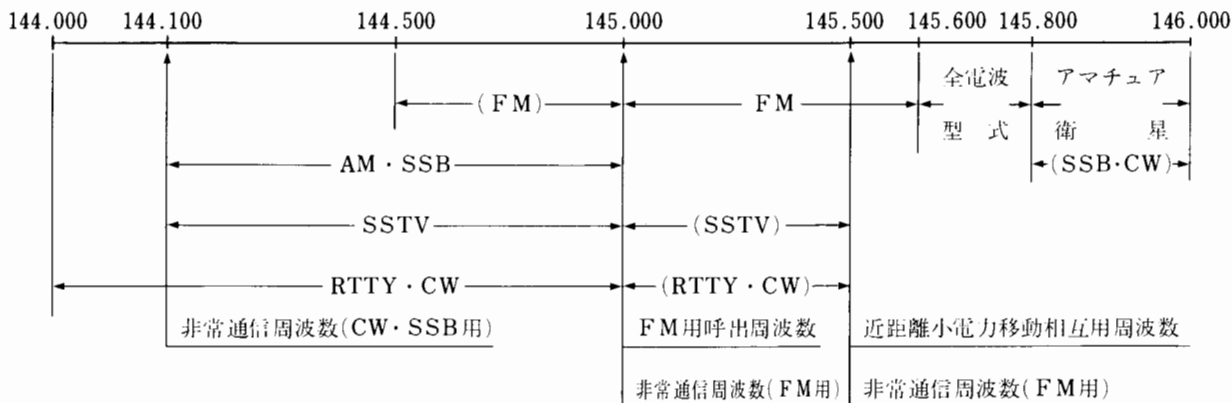 144.000 144.100 144.500 145.000 145.500 145.600 145.800 146.000
(FM) FM 全電波型式 アマチュア衛星
AM・SSB (SSB・CW)
SSTV (SSTV)
RTTY・CW (RTTY・CW)
非常通信周波数(CW・SSB用) FM用呼出周波数 近距離小電力移動相互用周波数
非常通信周波数(FM用) 非常通信周波数(FM用)